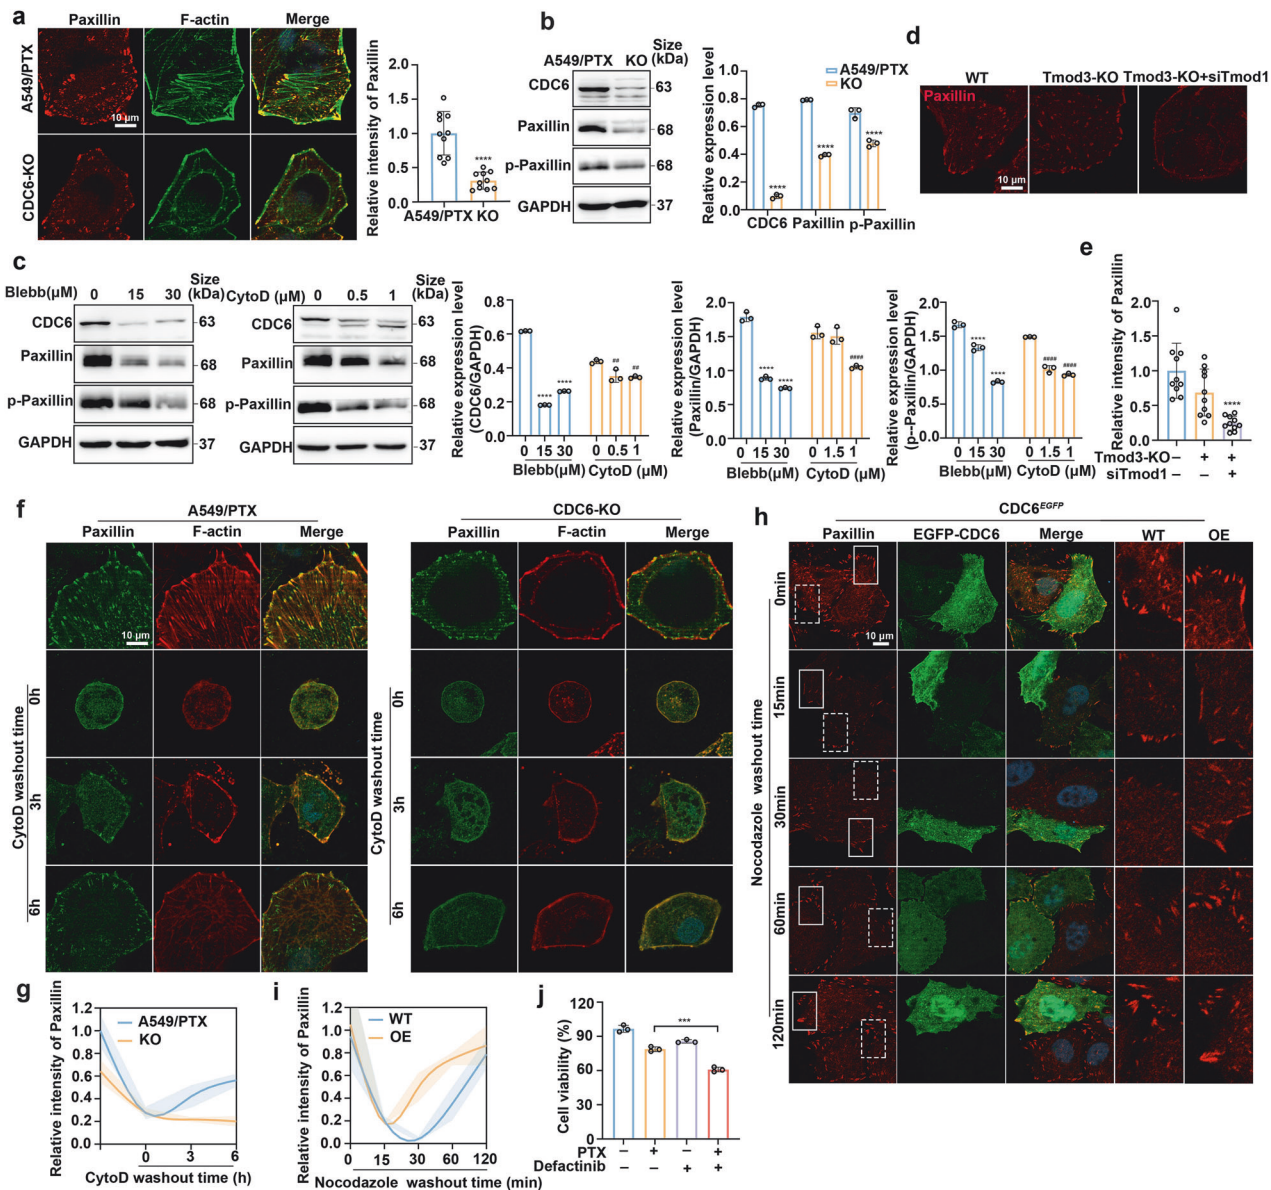 a
Paxillin F-actin Merge
A549/PTX
10 µm
CDC6-KO
Relative intensity of Paxillin
2.0
1.5
1.0
0.5
0.0
****
A549/PTX KO
b
A549/PTX KO Size (kDa)
CDC6 63
Paxillin 68
p-Paxillin 68
GAPDH 37
Relative expression level
1.0
0.8
0.6
0.4
0.2
0.0
A549/PTX
KO
**** **** ****
CDC6 Paxillin p-Paxillin
d
WT Tmod3-KO Tmod3-KO+siTmod1
Paxillin
10 µm
c
Blebb(µM) 0 15 30 Size (kDa)
CDC6 63
Paxillin 68
p-Paxillin 68
GAPDH 37
CytoD (µM) 0 0.5 1 Size (kDa)
CDC6 63
Paxillin 68
p-Paxillin 68
GAPDH 37
Relative expression level
(CDC6/GAPDH)
0.8
0.6
0.4
0.2
0.0
**** **** ## ##
0 15 30 0 0.5 1
Blebb(µM) CytoD (µM)
Relative expression level
(Paxillin/GAPDH)
2.0
1.5
1.0
0.5
0.0
**** **** ####
0 15 30 0 1.5 1
Blebb(µM) CytoD (µM)
Relative expression level
(p--Paxillin/GAPDH)
2.0
1.5
1.0
0.5
0.0
**** **** #### ####
0 15 30 0 1.5 1
Blebb(µM) CytoD (µM)
e
Relative intensity of Paxillin
2.0
1.5
1.0
0.5
0.0
****
Tmod3-KO – + +
siTmod1 – – +
f
A549/PTX
Paxillin F-actin Merge
10 µm
CytoD washout time
0h
3h
6h
CDC6-KO
Paxillin F-actin Merge
CytoD washout time
0h
3h
6h
h
CDC6EGFP
Paxillin EGFP-CDC6 Merge WT OE
Nocodazole washout time
0min
10 µm
15min
30min
60min
120min
g
Relative intensity of Paxillin
1.2
1.0
0.8
0.6
0.4
0.2
0.0
A549/PTX
KO
0 3 6
CytoD washout time (h)
i
Relative intensity of Paxillin
1.2
1.0
0.8
0.6
0.4
0.2
0.0
WT
OE
0 15 30 60 120
Nocodazole washout time (min)
j
Cell viability (%)
120
90
60
30
0
***
PTX – + – +
Defactinib – – + +